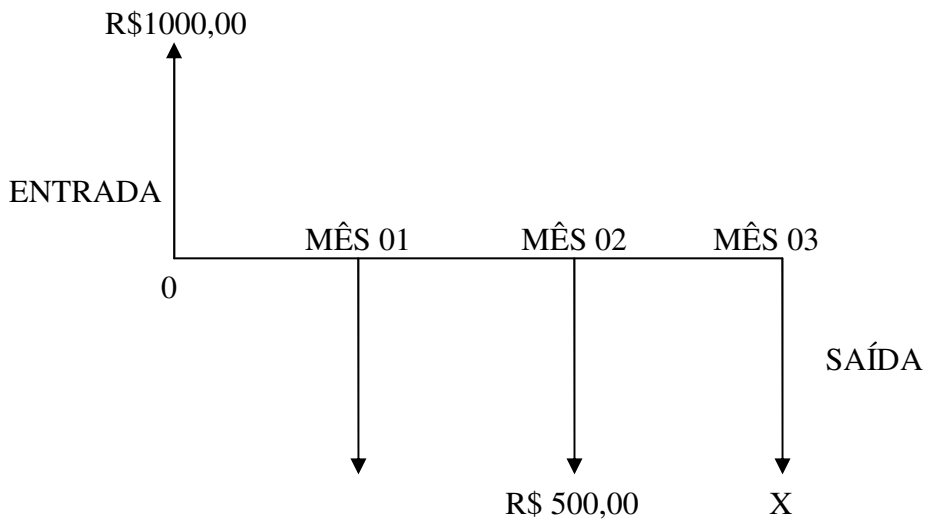 R$1000,00
ENTRADA
MÊS 01 MÊS 02 MÊS 03
0
SAÍDA
R$ 500,00 X